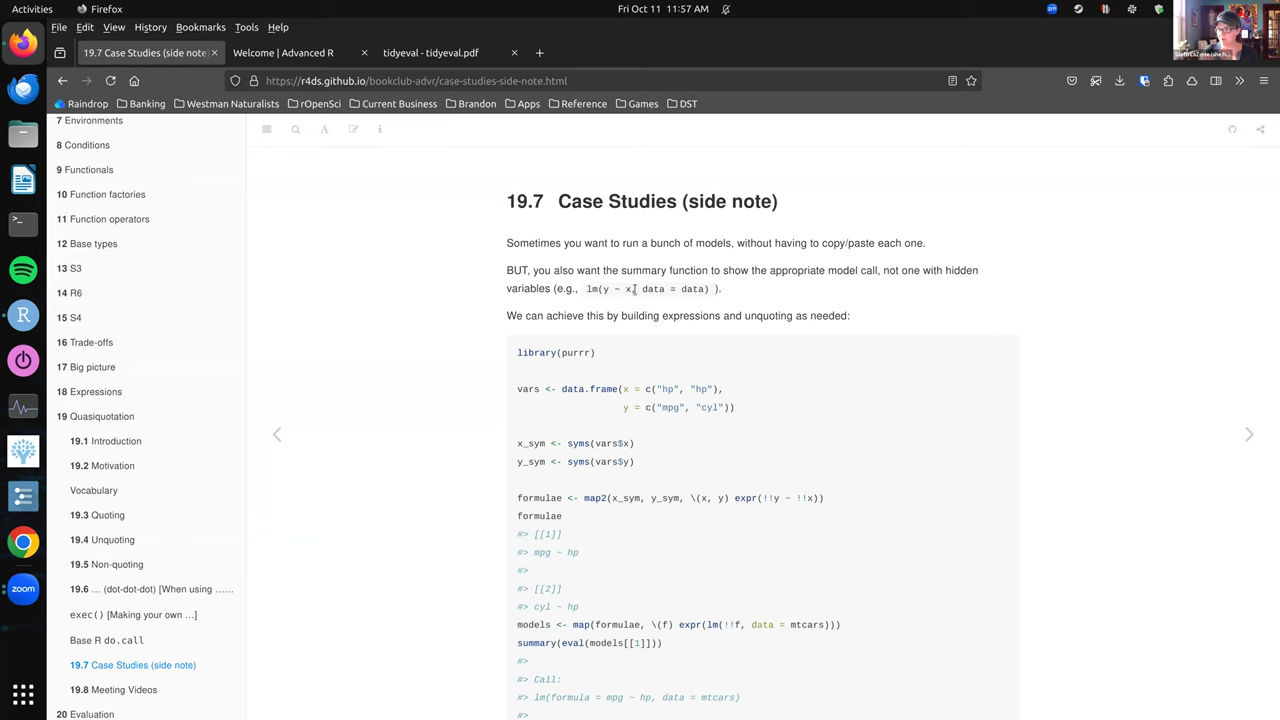 Activities
Firefox
Fri Oct 11 11:57 AM
File Edit View History Bookmarks Tools Help
19.7 Case Studies (side note)
Welcome | Advanced R
tidyeval - tidyeval.pdf
https://r4ds.github.io/bookclub-advr/case-studies-side-note.html
Raindrop Banking Westman Naturalists rOpenSci Current Business Brandon Apps Reference Games DST
7 Environments
8 Conditions
9 Functionals
10 Function factories
11 Function operators
12 Base types
13 S3
14 R6
15 S4
16 Trade-offs
17 Big picture
18 Expressions
19 Quasiquotation
19.1 Introduction
19.2 Motivation
Vocabulary
19.3 Quoting
19.4 Unquoting
19.5 Non-quoting
19.6 ... (dot-dot-dot) [When using ......
exec() [Making your own ...]
Base R do.call
19.7 Case Studies (side note)
19.8 Meeting Videos
20 Evaluation
19.7 Case Studies (side note)
Sometimes you want to run a bunch of models, without having to copy/paste each one.
BUT, you also want the summary function to show the appropriate model call, not one with hidden
variables (e.g., lm(y ~ x, data = data) ).
We can achieve this by building expressions and unquoting as needed:
library(purrr)
vars <- data.frame(x = c("hp", "hp"),
y = c("mpg", "cyl"))
x_sym <- syms(vars$x)
y_sym <- syms(vars$y)
formulae <- map2(x_sym, y_sym, \(x, y) expr(!!y ~ !!x))
formulae
#> [[1]]
#> mpg ~ hp
#>
#> [[2]]
#> cyl ~ hp
models <- map(formulae, \(f) expr(lm(!!f, data = mtcars)))
summary(eval(models[[1]]))
#>
#> Call:
#> lm(formula = mpg ~ hp, data = mtcars)
#>
zoom